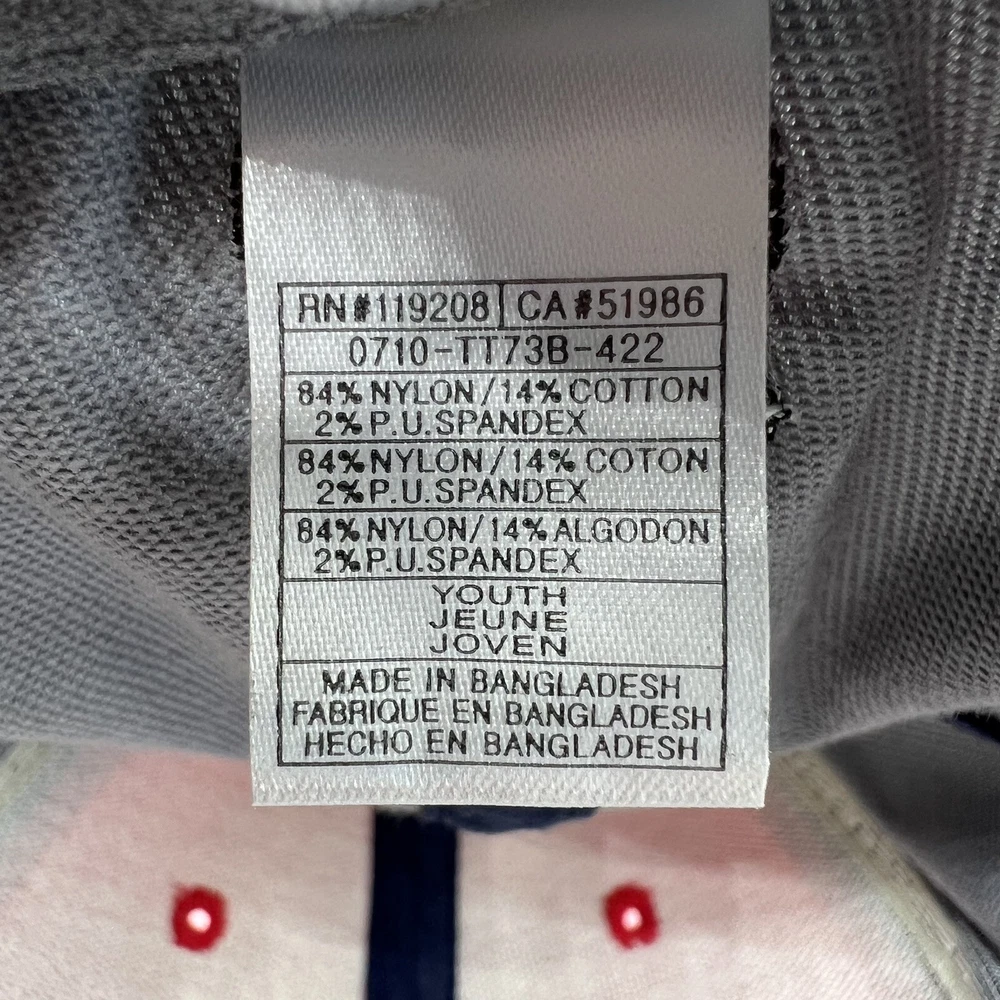 RN#119208 CA#51986
0710-TT73B-422
84% NYLON/14% COTTON
2% P.U.SPANDEX
84% NYLON/14% COTON
2% P.U.SPANDEX
84% NYLON/14% ALGODON
2% P.U.SPANDEX
YOUTH
JEUNE
JOVEN
MADE IN BANGLADESH
FABRIQUE EN BANGLADESH
HECHO EN BANGLADESH